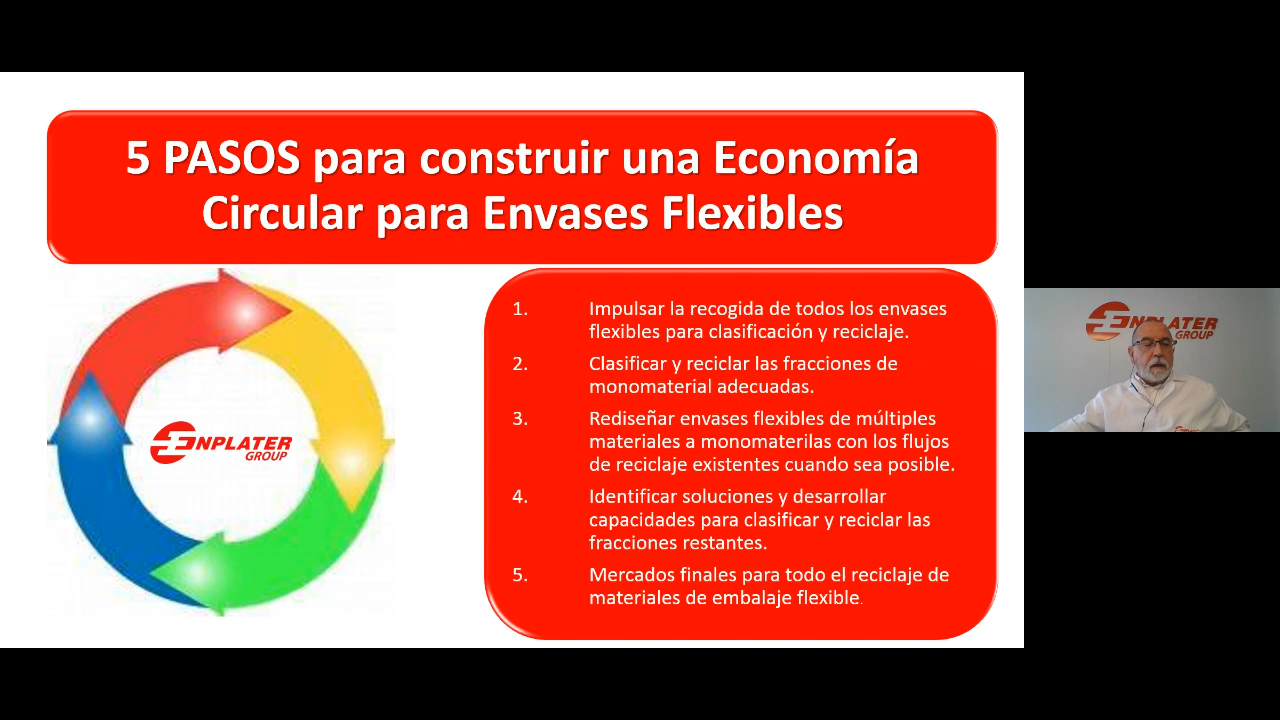 5 PASOS para construir una Economía
Circular para Envases Flexibles
ENPLATER
GROUP
1. Impulsar la recogida de todos los envases
flexibles para clasificación y reciclaje.
2. Clasificar y reciclar las fracciones de
monomaterial adecuadas.
3. Rediseñar envases flexibles de múltiples
materiales a monomaterilas con los flujos
de reciclaje existentes cuando sea posible.
4. Identificar soluciones y desarrollar
capacidades para clasificar y reciclar las
fracciones restantes.
5. Mercados finales para todo el reciclaje de
materiales de embalaje flexible.
ENPLATER
GROUP